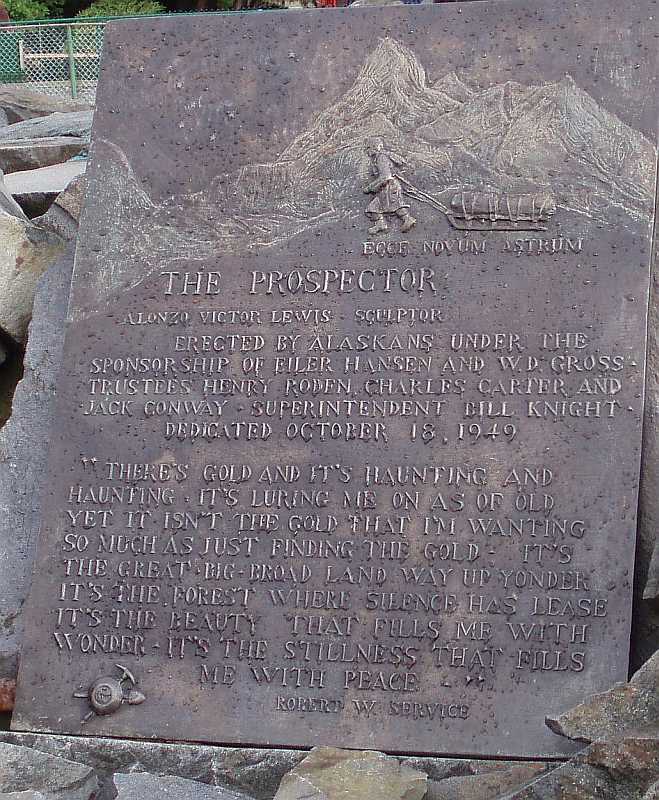 ECCE NOVUM ASTRUM
THE PROSPECTOR
ALONZO VICTOR LEWIS - SCULPTOR
ERECTED BY ALASKANS UNDER THE
SPONSORSHIP OF EILER HANSEN AND W.D. GROSS -
TRUSTEES HENRY RODEN, CHARLES CARTER AND
JACK CONWAY - SUPERINTENDENT BILL KNIGHT -
DEDICATED OCTOBER 18, 1949
"THERE'S GOLD AND IT'S HAUNTING AND
HAUNTING - IT'S LURING ME ON AS OF OLD
YET IT ISN'T THE GOLD THAT I'M WANTING
SO MUCH AS JUST FINDING THE GOLD - IT'S
THE GREAT - BIG - BROAD LAND WAY UP YONDER
IT'S THE FOREST WHERE SILENCE HAS LEASE
IT'S THE BEAUTY THAT FILLS ME WITH
WONDER - IT'S THE STILLNESS THAT FILLS
ME WITH PEACE - "
ROBERT W. SERVICE